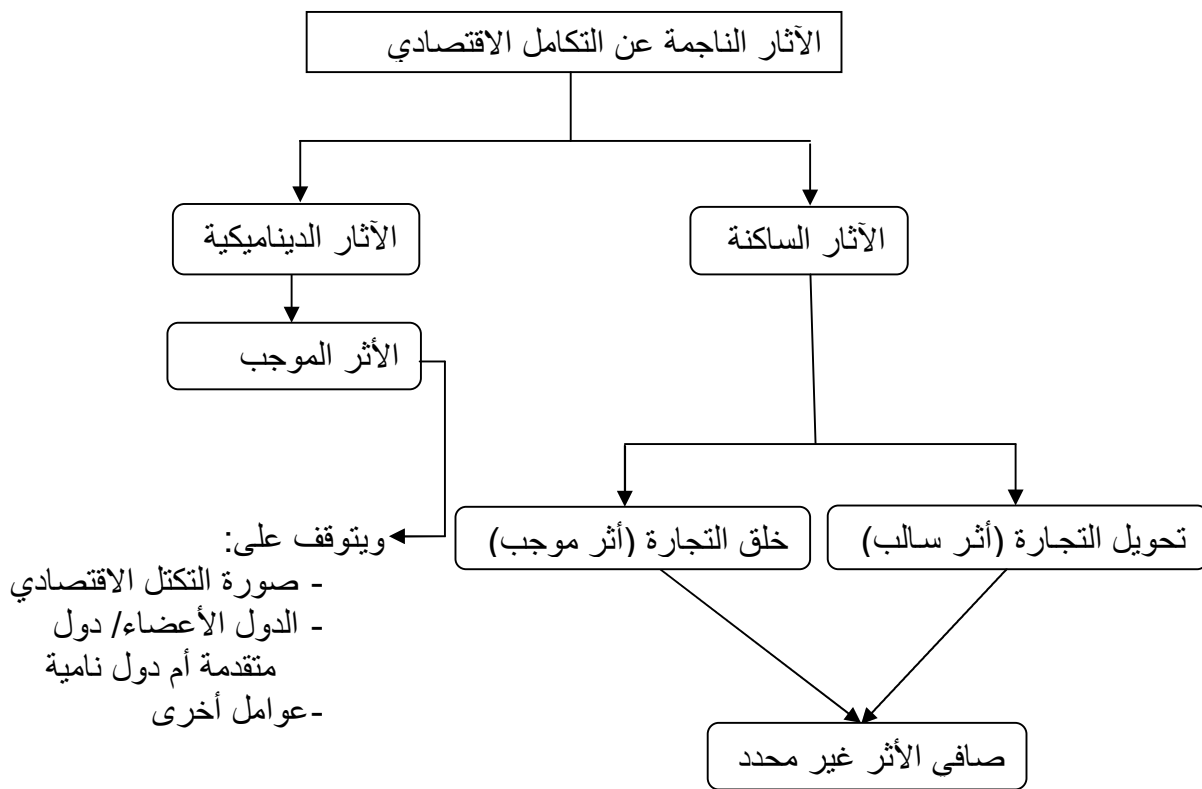 الآثار الناجمة عن التكامل الاقتصادي
الآثار الساكنة
الآثار الديناميكية
الأثر الموجب
تحويل التجارة (أثر سالب)
خلق التجارة (أثر موجب)
ويتوقف على:
- صورة التكتل الاقتصادي
- الدول الأعضاء/ دول
متقدمة أم دول نامية
-عوامل أخرى
صافي الأثر غير محدد